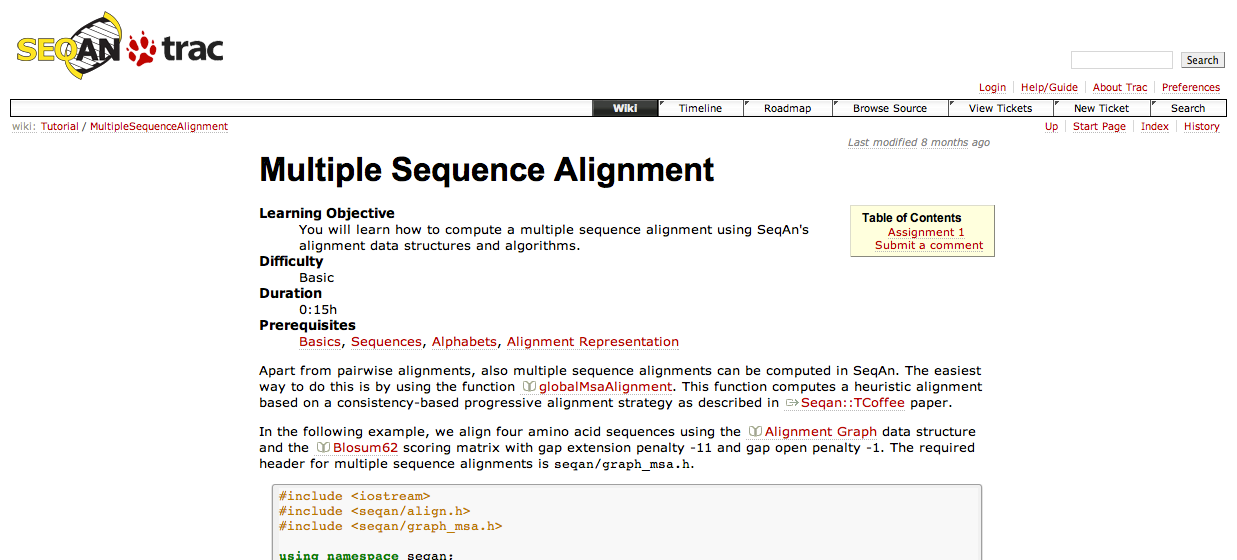 SEQAN trac
Search
Login Help/Guide About Trac Preferences
Wiki Timeline Roadmap Browse Source View Tickets New Ticket Search
wiki: Tutorial / MultipleSequenceAlignment
Up Start Page Index History
Last modified 8 months ago
Multiple Sequence Alignment
Table of Contents
Assignment 1
Submit a comment
Learning Objective
You will learn how to compute a multiple sequence alignment using SeqAn's
alignment data structures and algorithms.
Difficulty
Basic
Duration
0:15h
Prerequisites
Basics, Sequences, Alphabets, Alignment Representation
Apart from pairwise alignments, also multiple sequence alignments can be computed in SeqAn. The easiest
way to do this is by using the function globalMsaAlignment. This function computes a heuristic alignment
based on a consistency-based progressive alignment strategy as described in Seqan::TCoffee paper.
In the following example, we align four amino acid sequences using the Alignment Graph data structure
and the Blosum62 scoring matrix with gap extension penalty -11 and gap open penalty -1. The required
header for multiple sequence alignments is seqan/graph_msa.h.
#include <iostream>
#include <seqan/align.h>
#include <seqan/graph_msa.h>
using namespace seqan;